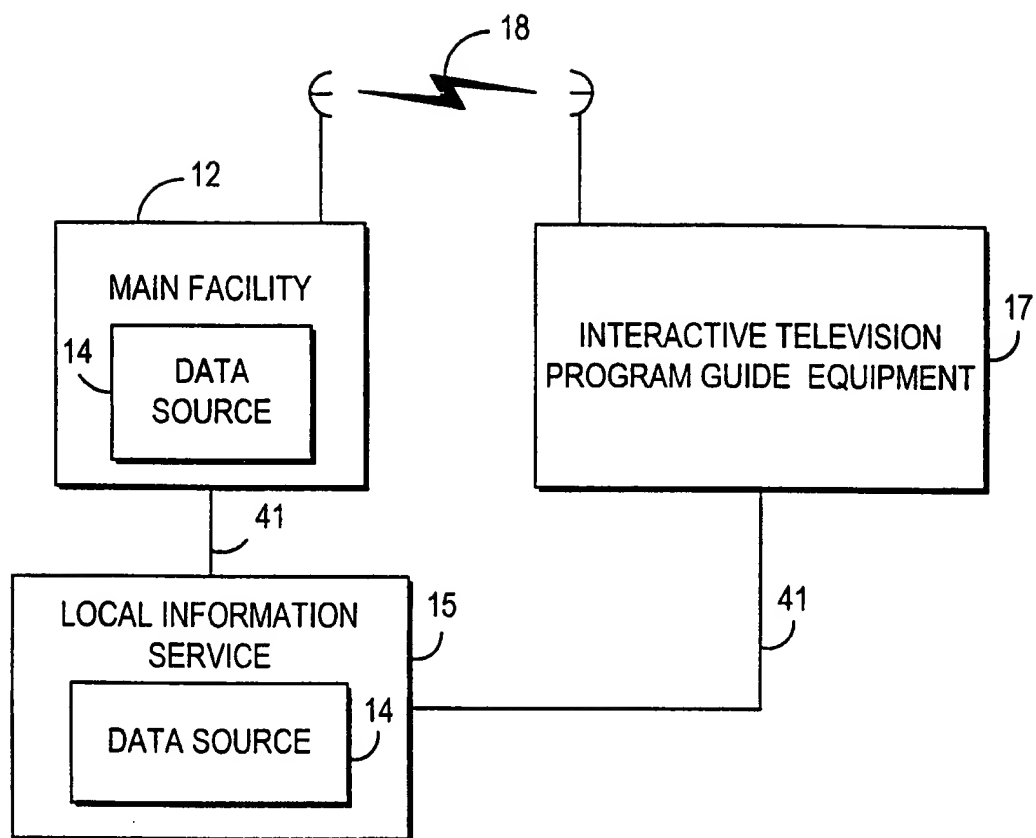 18
12
MAIN FACILITY
14
DATA
SOURCE
INTERACTIVE TELEVISION
PROGRAM GUIDE EQUIPMENT
17
41
LOCAL INFORMATION
SERVICE
15
41
DATA SOURCE
14